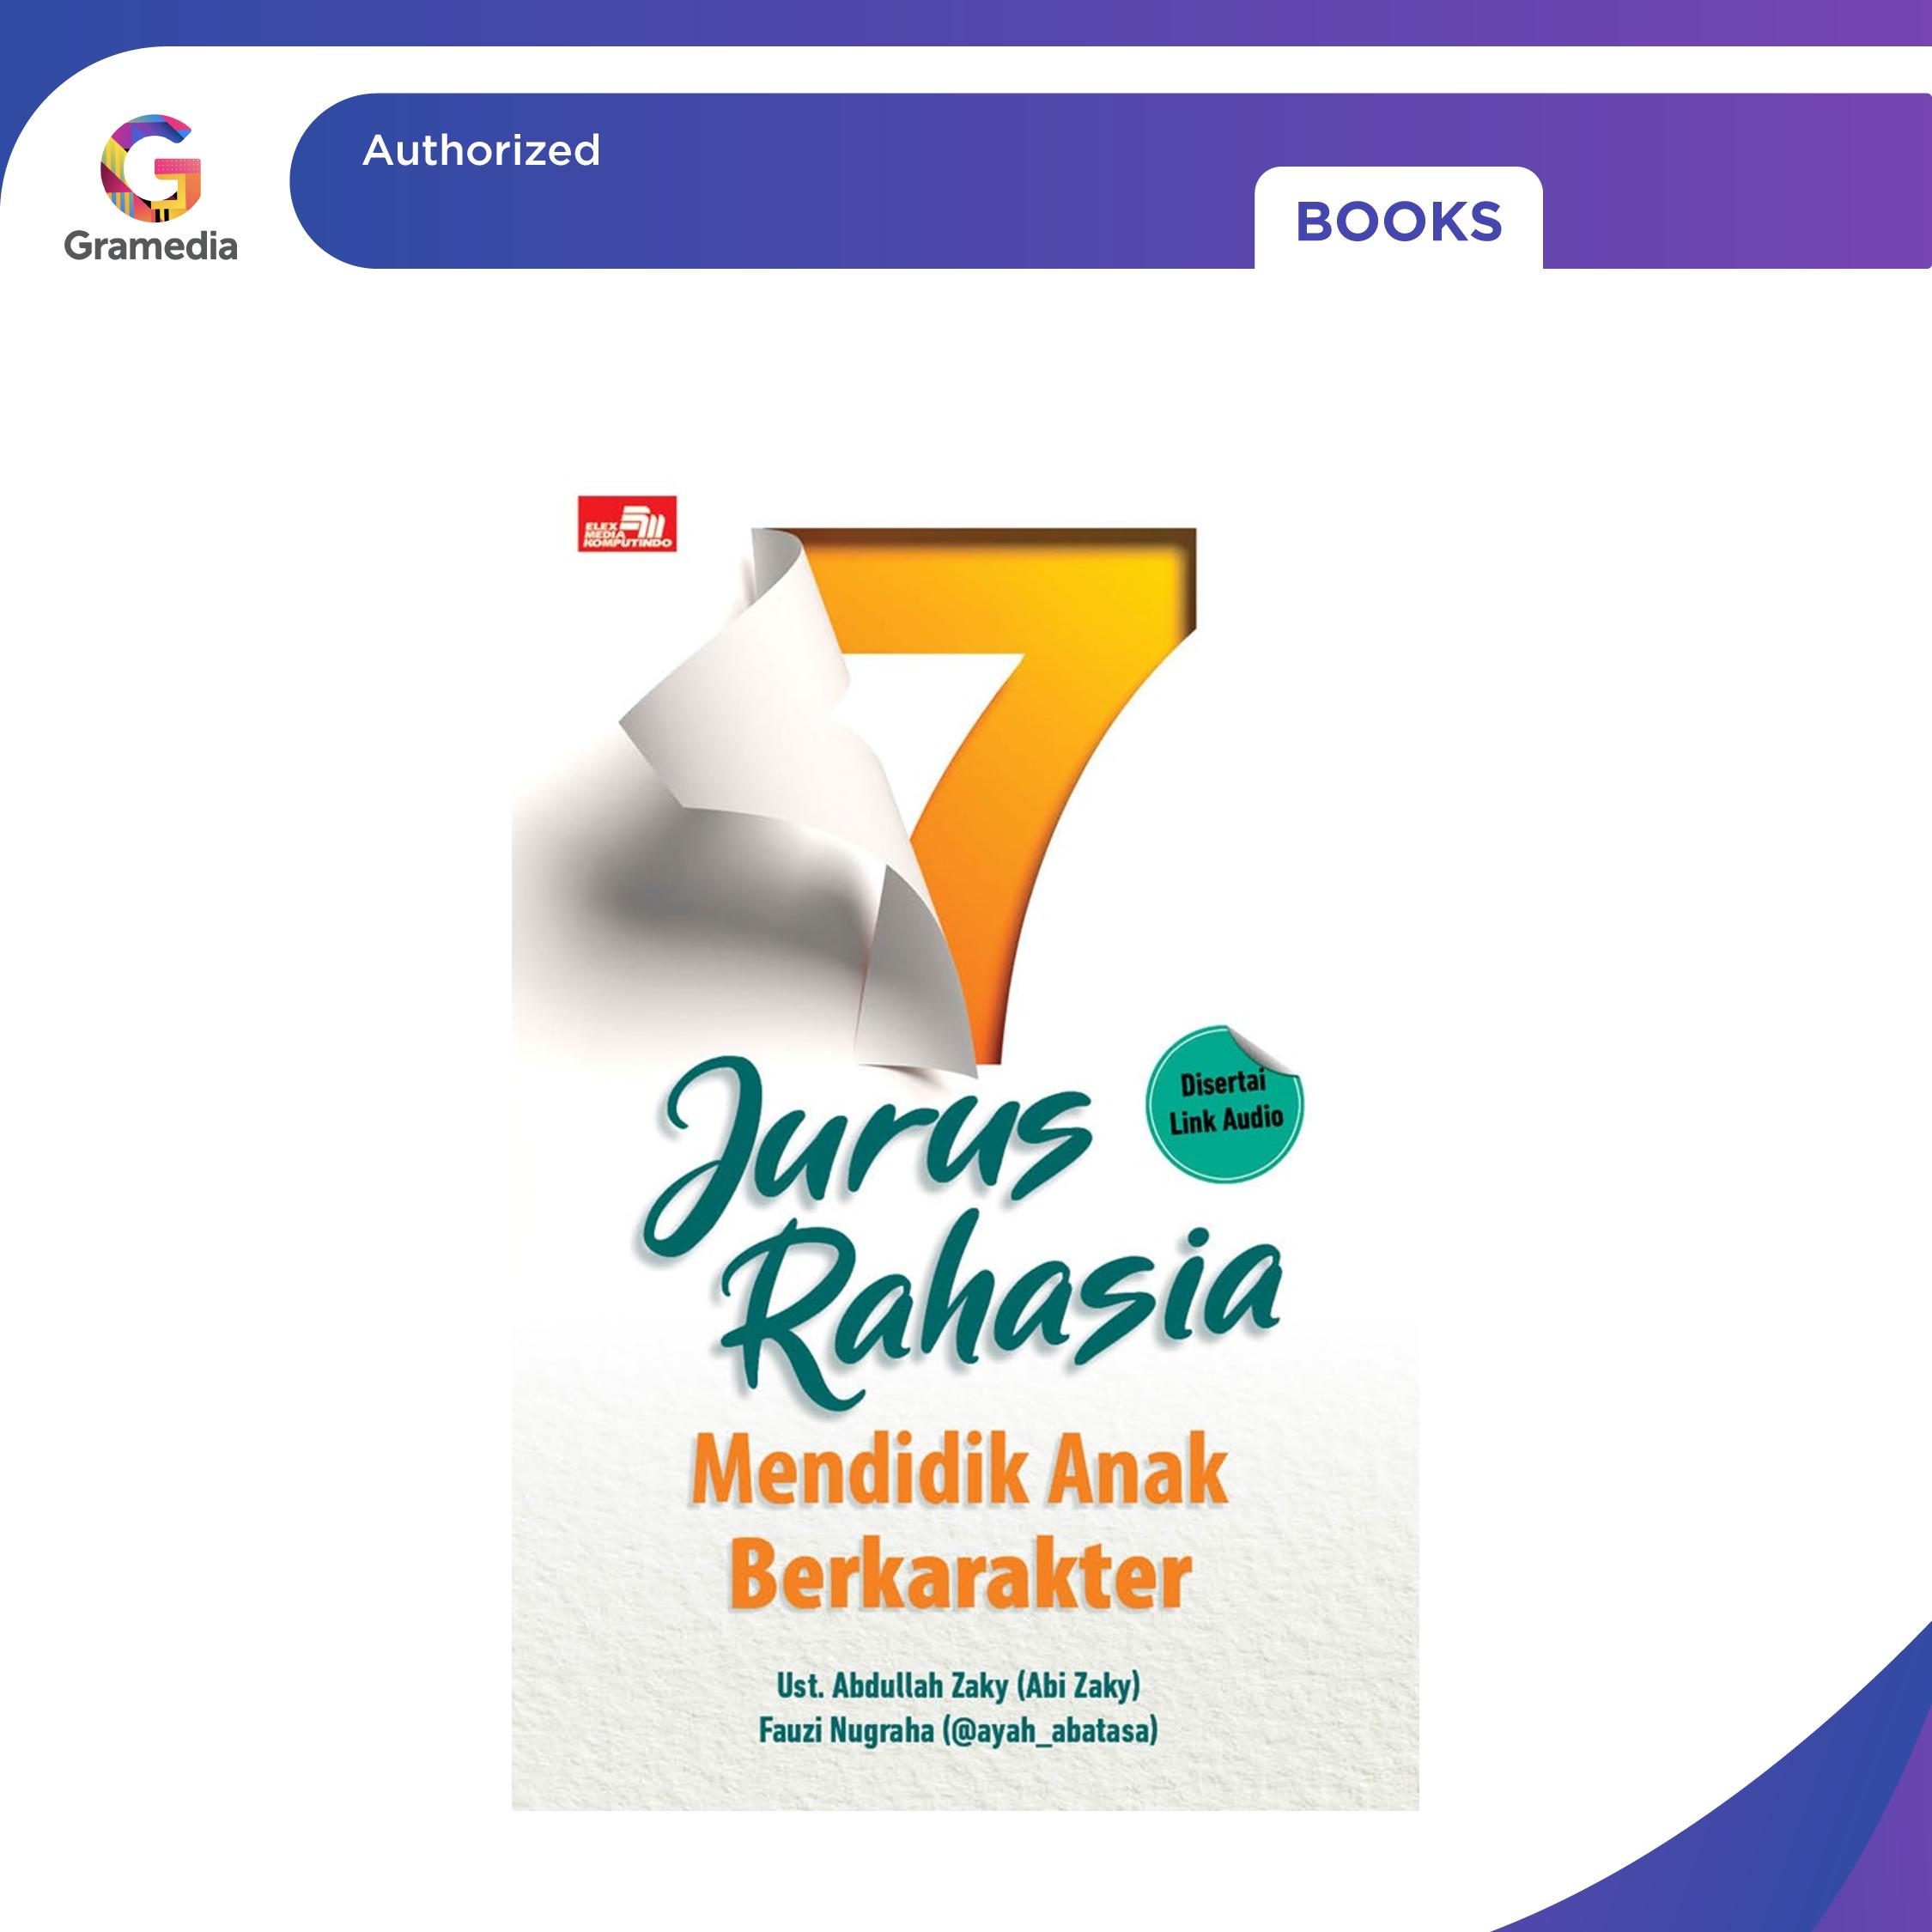 Gramedia
Authorized
BOOKS
ELEX
MEDIA
KOMPUTINDO
7
Jurus
Rahasia
Disertai
Link Audio
Mendidik Anak
Berkarakter
Ust. Abdullah Zaky (Abi Zaky)
Fauzi Nugraha (@ayah_abatasa)